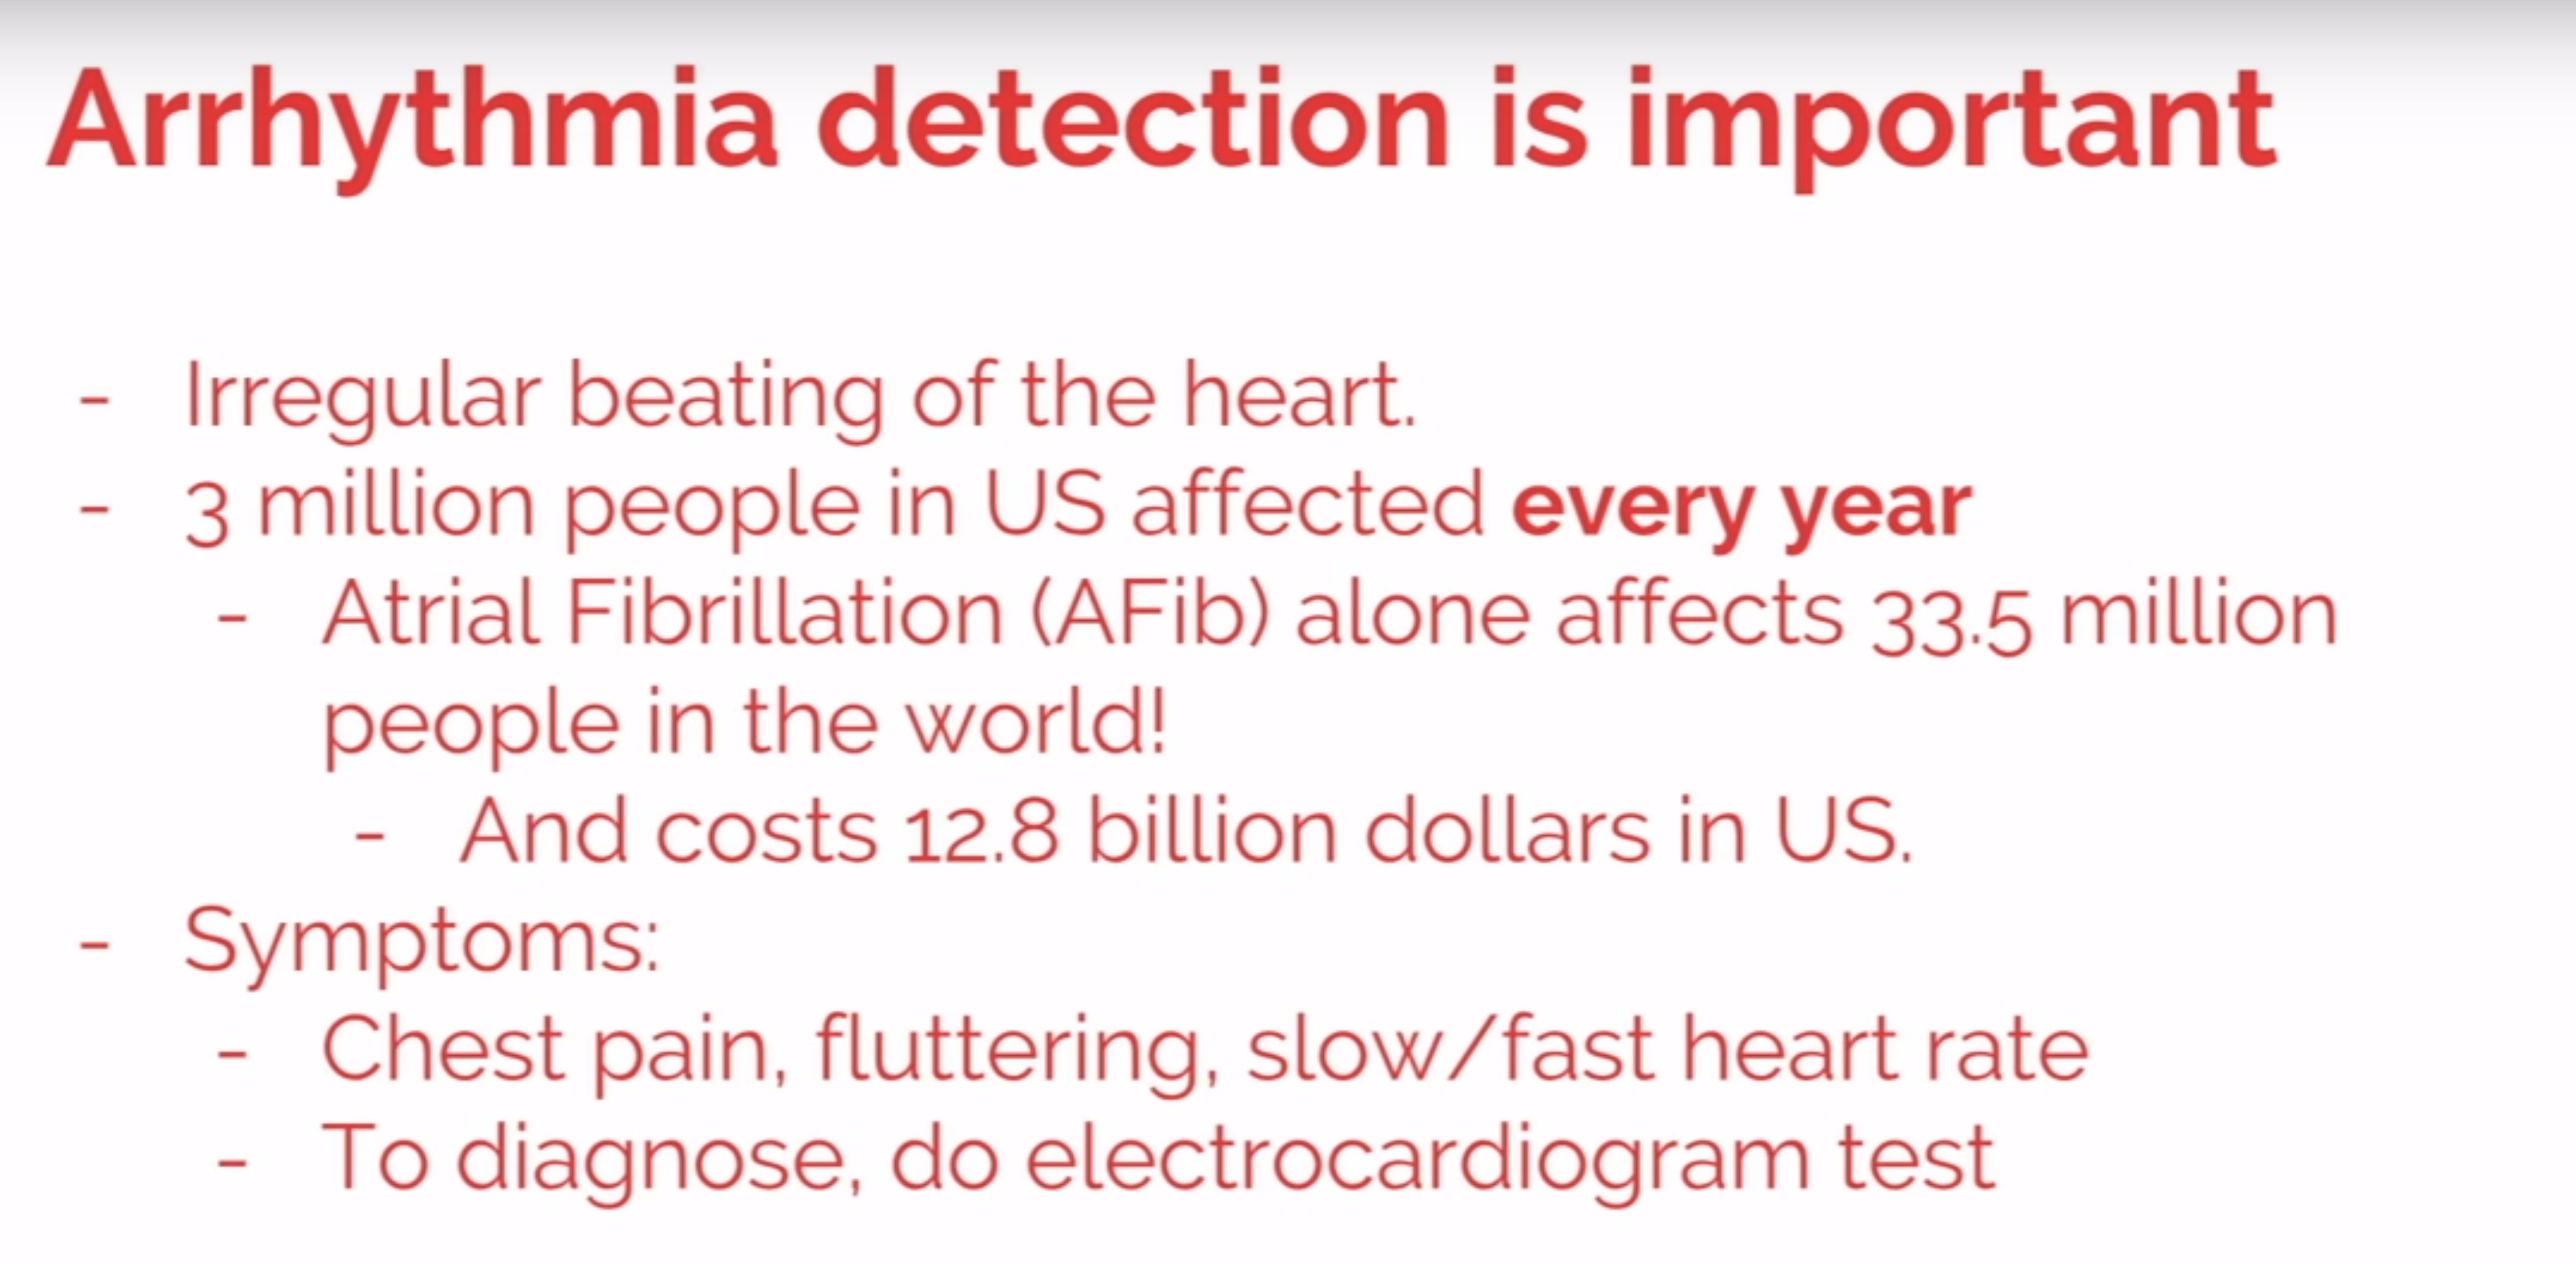 Arrhythmia detection is important
- Irregular beating of the heart.
- 3 million people in US affected every year
- Atrial Fibrillation (AFib) alone affects 33.5 million
people in the world!
- And costs 12.8 billion dollars in US.
- Symptoms:
- Chest pain, fluttering, slow/fast heart rate
- To diagnose, do electrocardiogram test